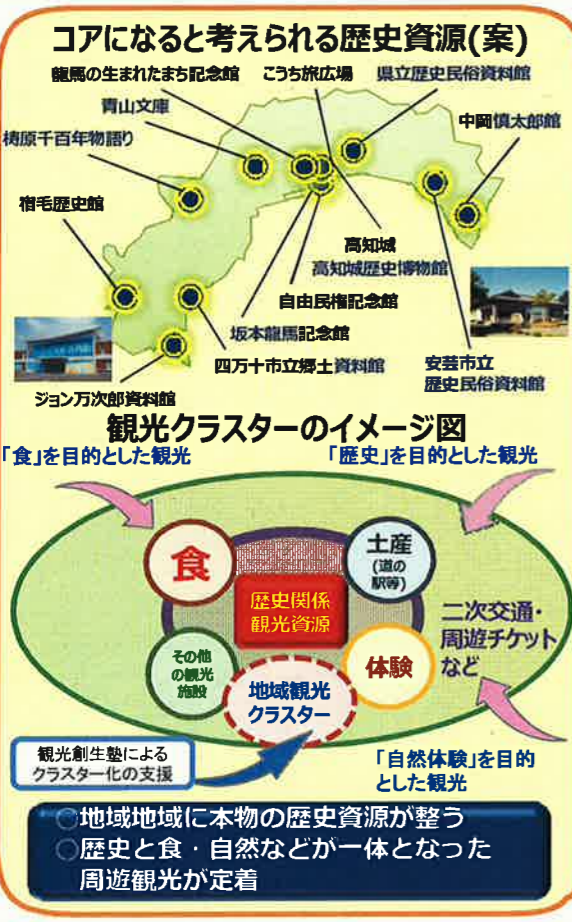 コアになると考えられる歴史資源(案)
龍馬の生まれたまち記念館
こうち旅広場
県立歴史民俗資料館
青山文庫
中岡慎太郎館
梼原千百年物語り
宿毛歴史館
高知城
高知城歴史博物館
自由民権記念館
坂本龍馬記念館
四万十市立郷土資料館
安芸市立
歴史民俗資料館
ジョン万次郎資料館
観光クラスターのイメージ図
「食」を目的とした観光
「歴史」を目的とした観光
食
土産
(道の
駅等)
歴史関係
観光資源
二次交通・
周遊チケット
など
その他
の観光
施設
体験
地域観光
クラスター
観光創生塾による
クラスター化の支援
「自然体験」を目的
とした観光
○地域地域に本物の歴史資源が整う
○歴史と食・自然などが一体となった
周遊観光が定着